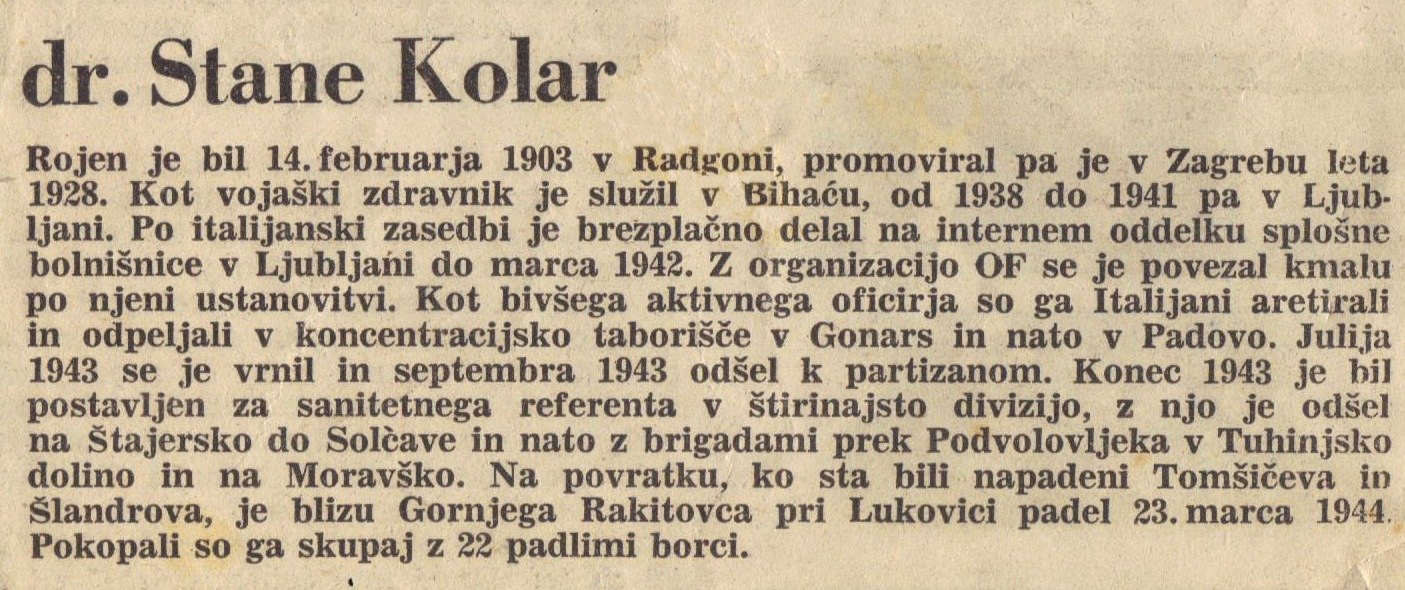 dr. Stane Kolar
Rojen je bil 14. februarja 1903 v Radgoni, promoviral pa je v Zagrebu leta
1928. Kot vojaški zdravnik je služil v Bihaću, od 1938 do 1941 pa v Ljub-
ljani. Po italijanski zasedbi je brezplačno delal na internem oddelku splošne
bolnišnice v Ljubljani do marca 1942. Z organizacijo OF se je povezal kmalu
po njeni ustanovitvi. Kot bivšega aktivnega oficirja so ga Italijani aretirali
in odpeljali v koncentracijsko taborišče v Gonars in nato v Padovo. Julija
1943 se je vrnil in septembra 1943 odšel k partizanom. Konec 1943 je bil
postavljen za sanitetnega referenta v štirinajsto divizijo, z njo je odšel
na Štajersko do Solčave in nato z brigadami prek Podvolovljeka v Tuhinjsko
dolino in na Moravško. Na povratku, ko sta bili napadeni Tomšičeva in
Šlandrova, je blizu Gornjega Rakitovca pri Lukovici padel 23. marca 1944.
Pokopali so ga skupaj z 22 padlimi borci.